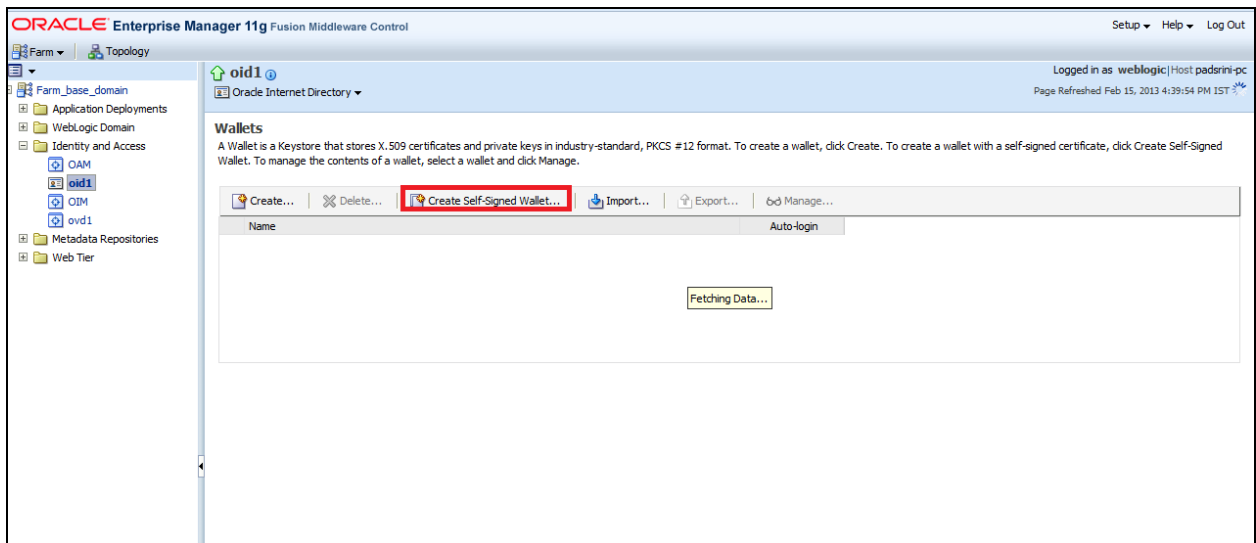 ORACLE Enterprise Manager 11g Fusion Middleware Control
Setup Help Log Out
Farm Topology
Farm_base_domain
Application Deployments
WebLogic Domain
Identity and Access
OAM
oid1
OIM
ovd1
Metadata Repositories
Web Tier
oid1
Logged in as weblogic|Host padsrini-pc
Oracle Internet Directory
Page Refreshed Feb 15, 2013 4:39:54 PM IST
Wallets
A Wallet is a Keystore that stores X.509 certificates and private keys in industry-standard, PKCS #12 format. To create a wallet, click Create. To create a wallet with a self-signed certificate, click Create Self-Signed
Wallet. To manage the contents of a wallet, select a wallet and click Manage.
Create... Delete... Create Self-Signed Wallet... Import... Export... Manage...
Name Auto-login
Fetching Data...